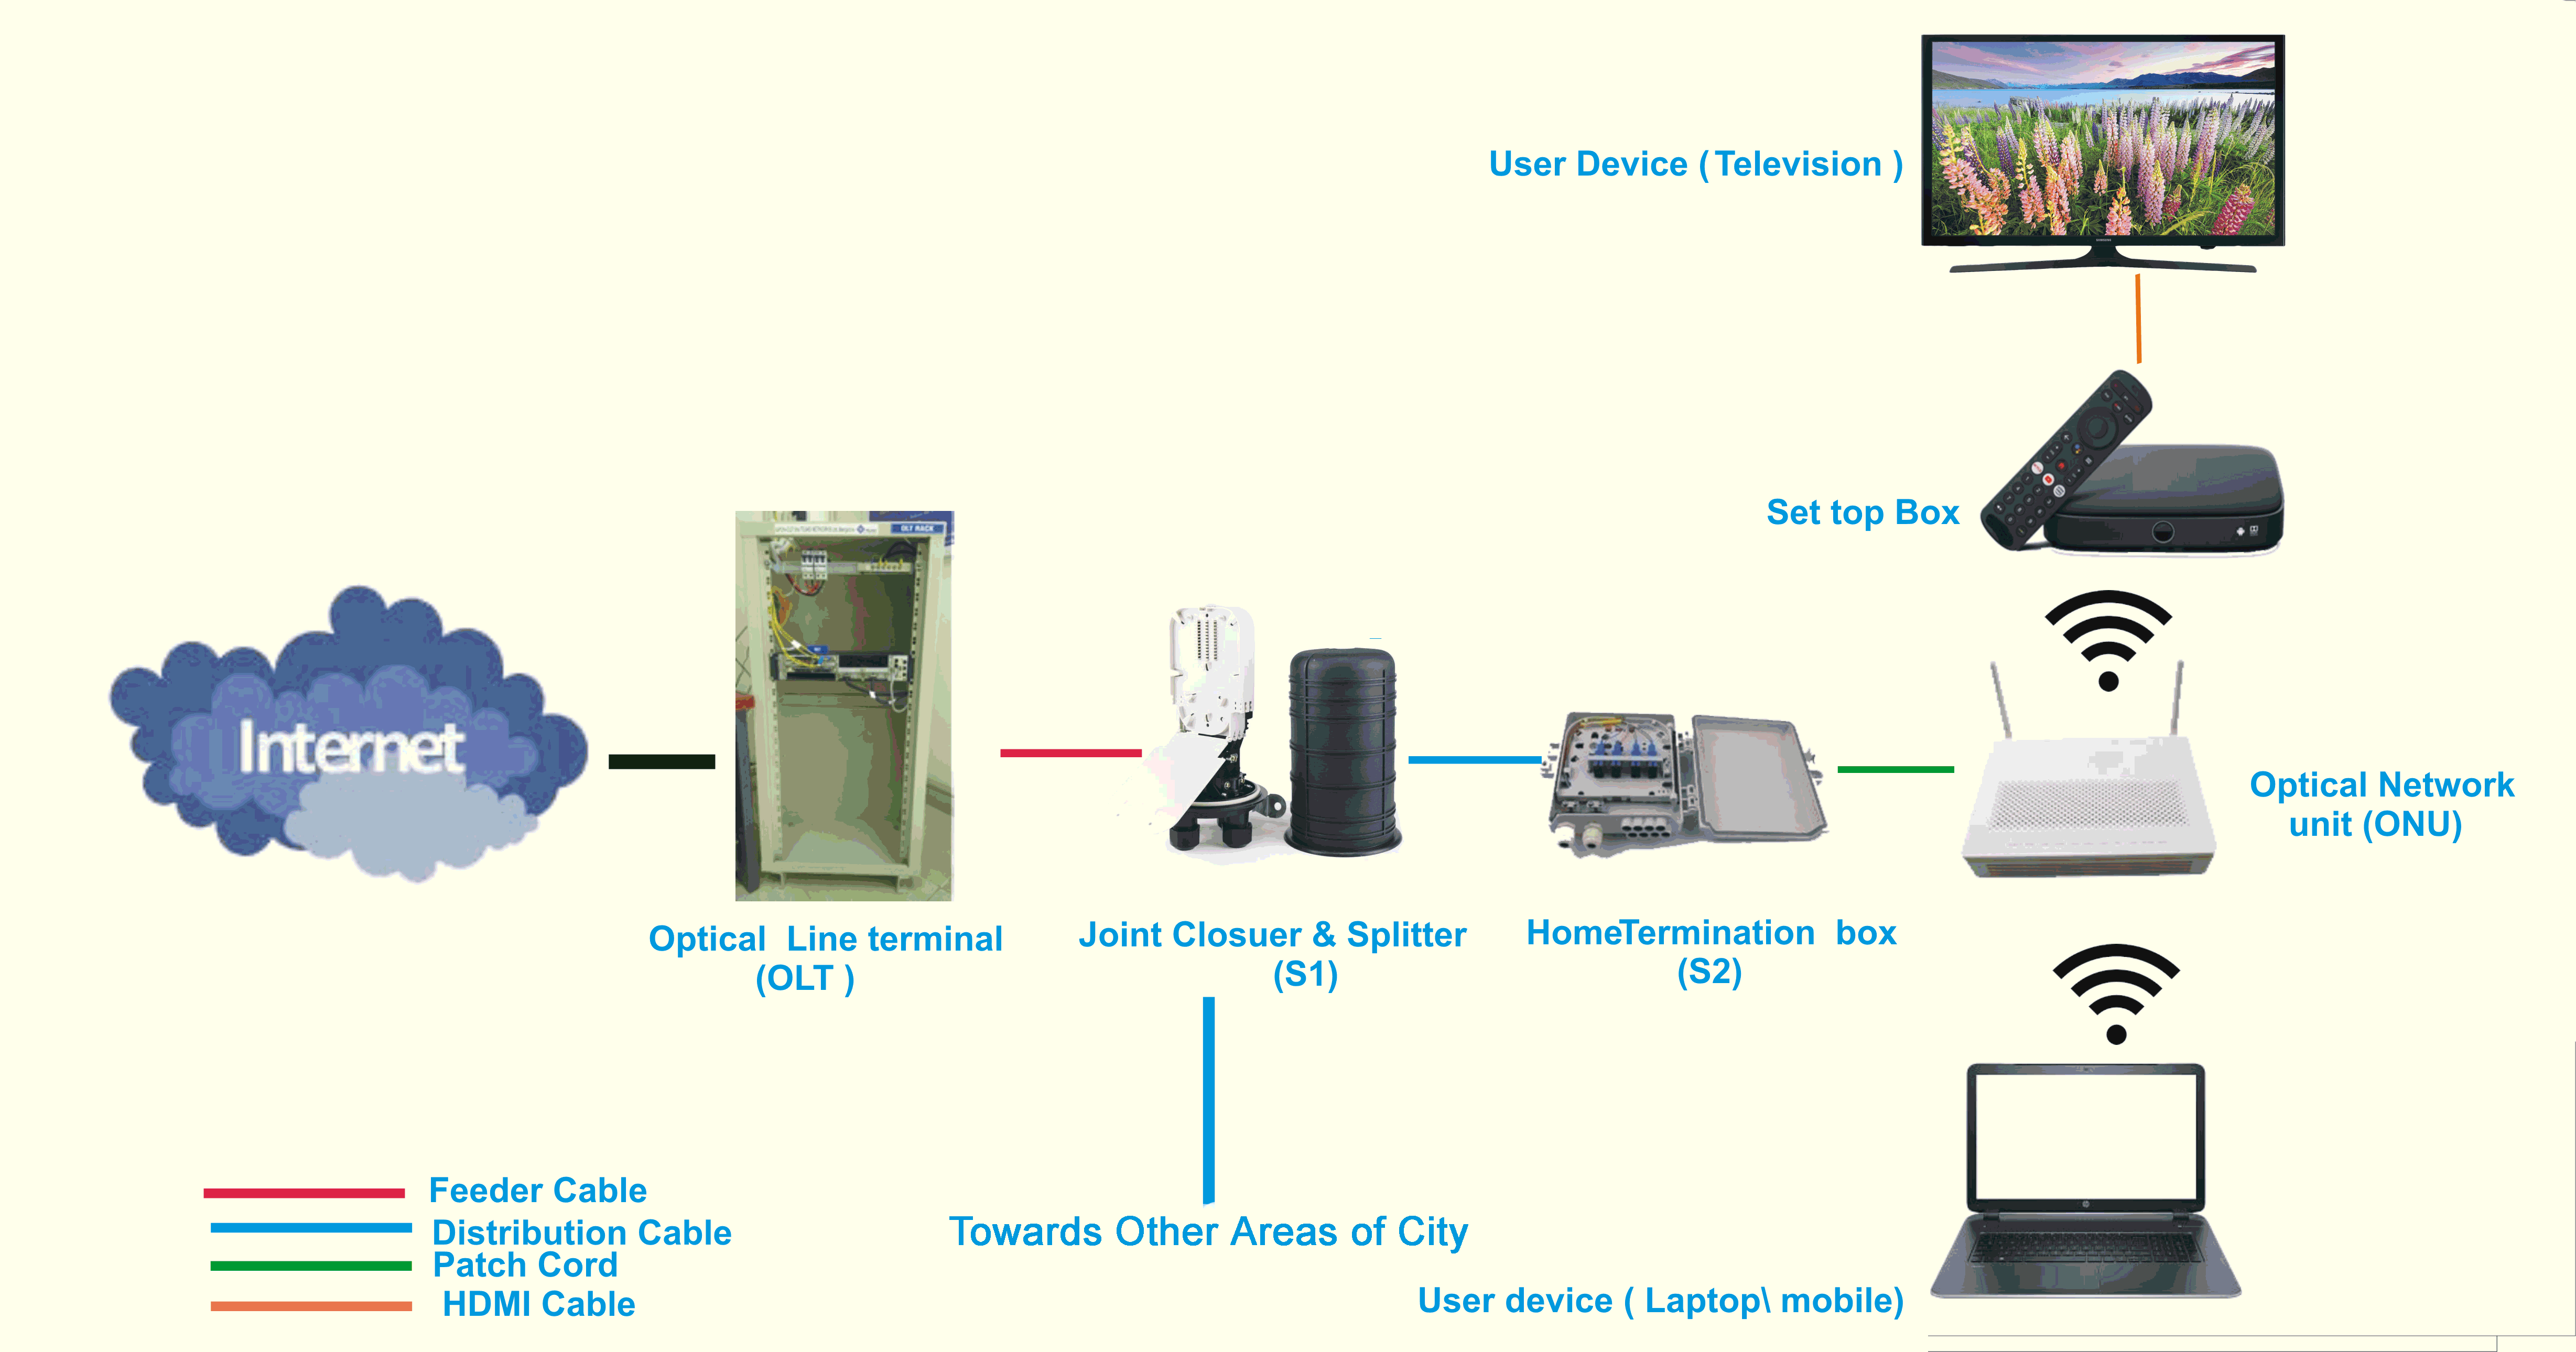 User Device ( Television )
Set top Box
OLT RACK
Internet
Optical Network
unit (ONU)
Optical Line terminal
(OLT )
Joint Closuer & Splitter
(S1)
HomeTermination box
(S2)
Feeder Cable
Distribution Cable
Patch Cord
HDMI Cable
Towards Other Areas of City
User device ( Laptop\ mobile)